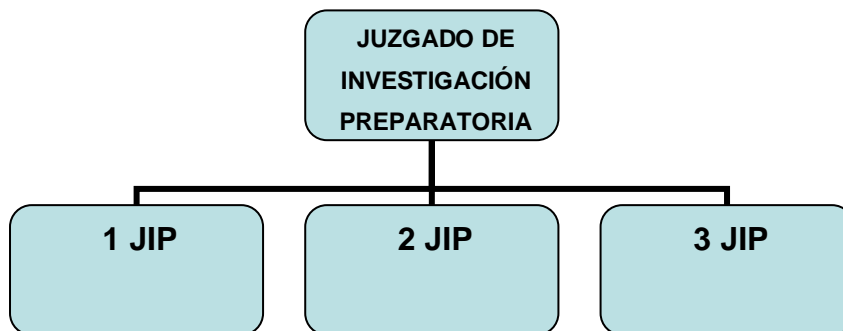 JUZGADO DE
INVESTIGACIÓN
PREPARATORIA
1 JIP
2 JIP
3 JIP